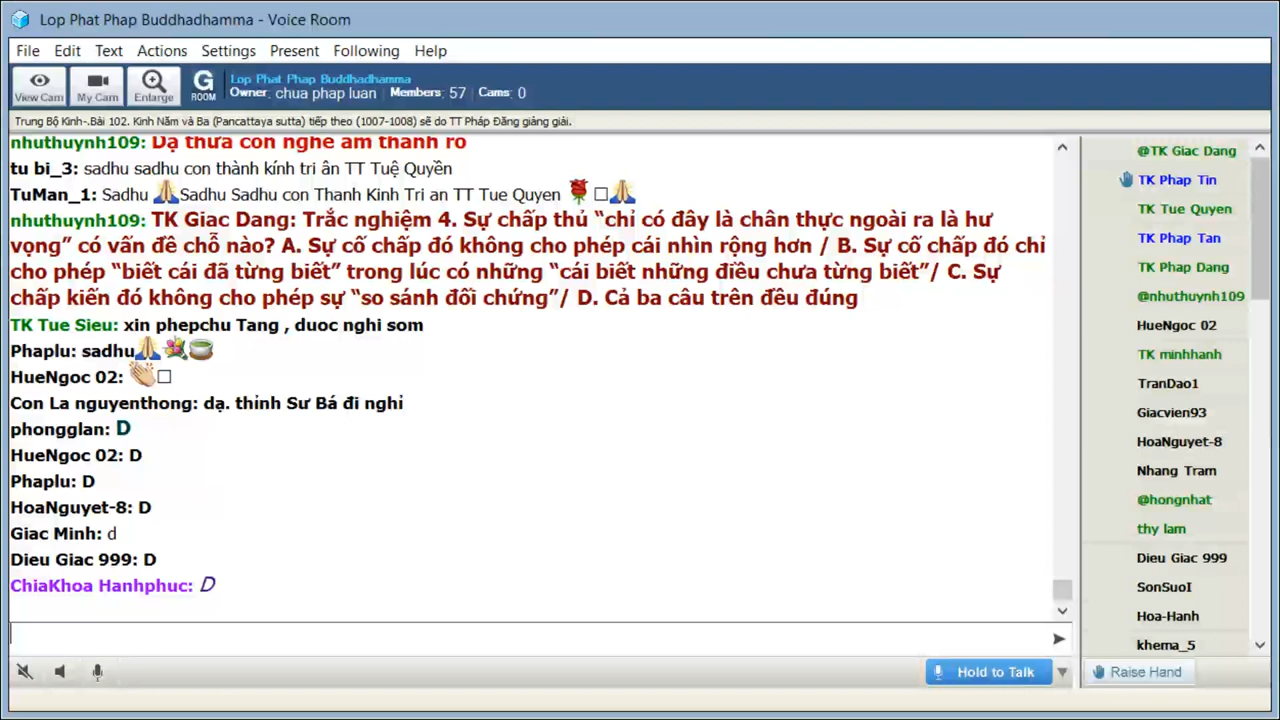 Lop Phat Phap Buddhadhamma - Voice Room
File Edit Text Actions Settings Present Following Help
View Cam My Cam Enlarge G ROOM
Lop Phat Phap Buddhadhamma
Owner: chua phap luan Members: 57 Cams: 0
Trung Bộ Kinh-.Bài 102. Kinh Năm và Ba (Pancattaya sutta) tiếp theo (1007-1008) sẽ do TT Pháp Đăng giảng giải.
nhuthuynh109: Dạ thưa con nghe âm thanh rõ
tu bi_3: sadhu sadhu con thành kính tri ân TT Tuệ Quyền
TuMan_1: Sadhu 🙏Sadhu Sadhu con Thanh Kinh Tri an TT Tue Quyen 🌹□🙏
nhuthuynh109: TK Giac Dang: Trắc nghiệm 4. Sự chấp thủ “chỉ có đây là chân thực ngoài ra là hư
vọng” có vấn đề chỗ nào? A. Sự cố chấp đó không cho phép cái nhìn rộng hơn / B. Sự cố chấp đó chỉ
cho phép “biết cái đã từng biết” trong lúc có những “cái biết những điều chưa từng biết”/ C. Sự
chấp kiến đó không cho phép sự “so sánh đối chứng”/ D. Cả ba câu trên đều đúng
TK Tue Sieu: xin phepchu Tang , duoc nghi som
Phaplu: sadhu🙏💐🍵
HueNgoc 02: 👏□
Con La nguyenthong: dạ. thỉnh Sư Bá đi nghỉ
phongglan: D
HueNgoc 02: D
Phaplu: D
HoaNguyet-8: D
Giac Minh: d
Dieu Giac 999: D
ChiaKhoa Hanhphuc: D
@TK Giac Dang
TK Phap Tin
TK Tue Quyen
TK Phap Tan
TK Phap Dang
@nhuthuynh109
HueNgoc 02
TK minhhanh
TranDao1
Giacvien93
HoaNguyet-8
Nhang Tram
@hongnhat
thy lam
Dieu Giac 999
SonSuoI
Hoa-Hanh
khema_5
Hold to Talk
Raise Hand